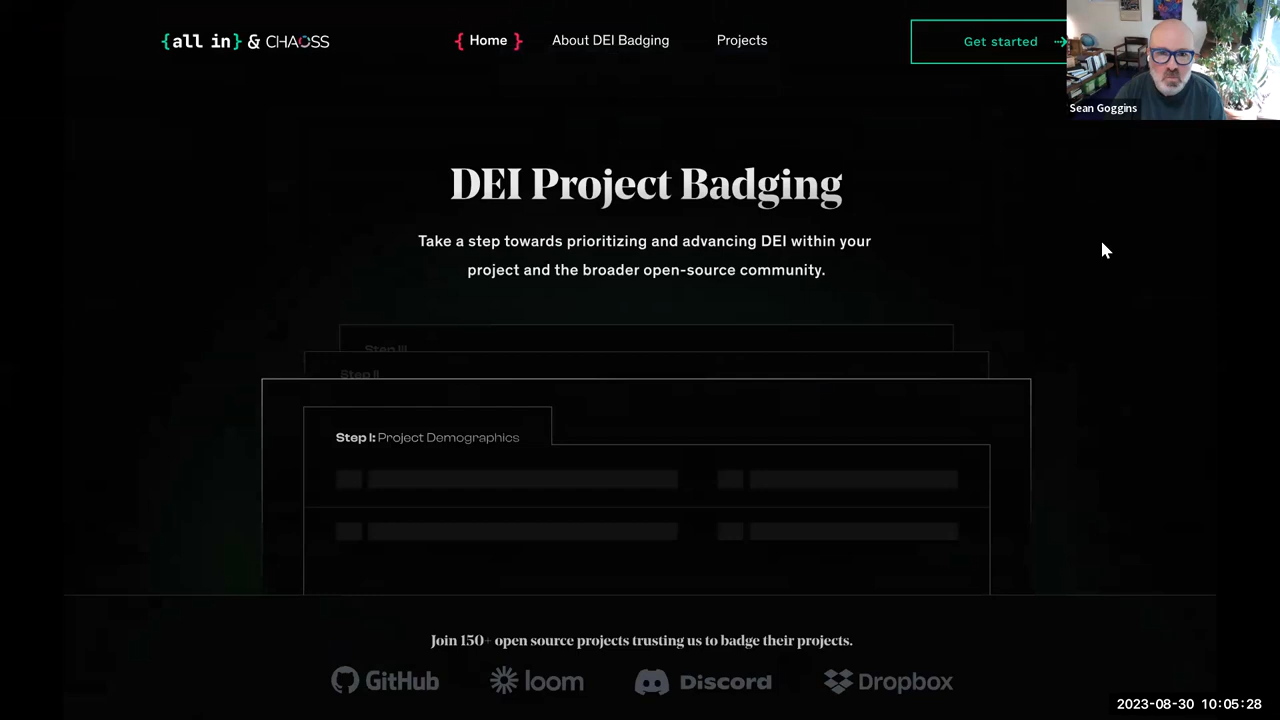 {all in} & CHAOSS
{ Home }
About DEI Badging
Projects
Get started
Sean Goggins
DEI Project Badging
Take a step towards prioritizing and advancing DEI within your
project and the broader open-source community.
Step III
Step II
Step I: Project Demographics
Join 150+ open source projects trusting us to badge their projects.
GitHub
loom
Discord
Dropbox
2023-08-30 10:05:28